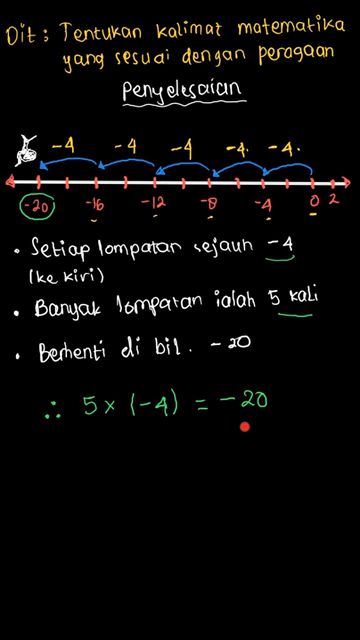 Dit : Tentukan kalimat matematika
yang sesuai dengan peragaan
Penyelesaian
-4 -4 -4 -4. -4.
-20 -16 -12 -8 -4 0 2
• Setiap lompatan sejauh -4
(ke kiri)
• Banyak lompatan ialah 5 kali
• Berhenti di bil. -20
∴ 5 × (-4) = -20